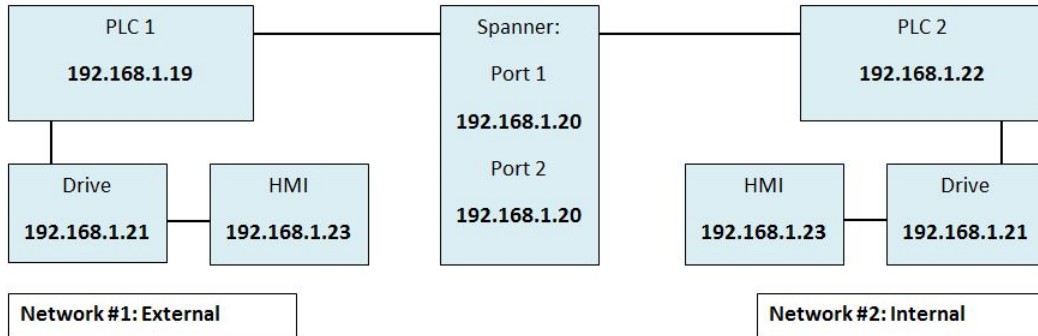 PLC 1
192.168.1.19
Spanner:
Port 1
192.168.1.20
Port 2
192.168.1.20
PLC 2
192.168.1.22
Drive
192.168.1.21
HMI
192.168.1.23
HMI
192.168.1.23
Drive
192.168.1.21
Network #1: External
Network #2: Internal